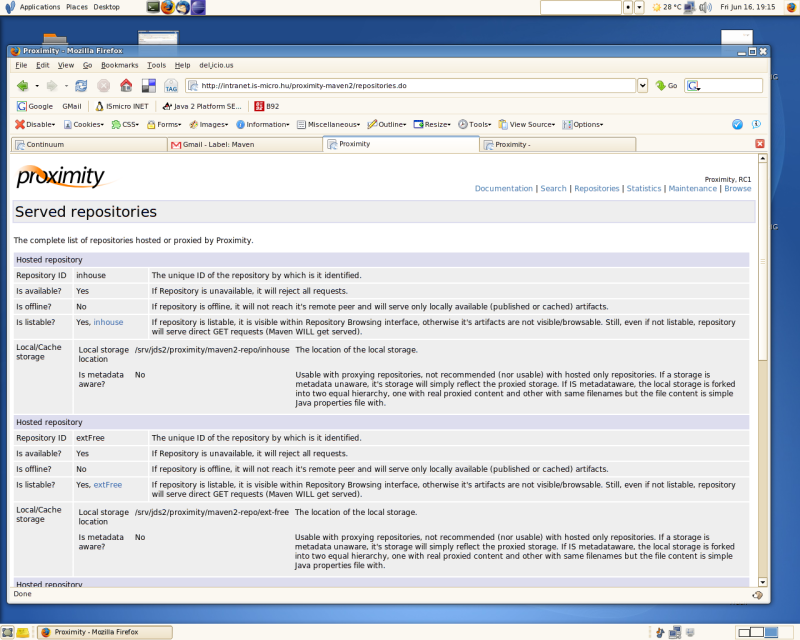 Applications Places Desktop
28 °C
Fri Jun 16, 19:15
Proximity - Mozilla Firefox
File Edit View Go Bookmarks Tools Help del.icio.us
TAG http://intranet.is-micro.hu/proximity-maven2/repositories.do Go
Google GMail ISmicro INET Java 2 Platform SE... B92
Disable Cookies CSS Forms Images Information Miscellaneous Outline Resize Tools View Source Options
Continuum Gmail - Label: Maven Proximity Proximity -
proximity
Proximity, RC1
Documentation | Search | Repositories | Statistics | Maintenance | Browse
Served repositories
The complete list of repositories hosted or proxied by Proximity.
Hosted repository
Repository ID inhouse The unique ID of the repository by which is it identified.
Is available? Yes If Repository is unavailable, it will reject all requests.
Is offline? No If repository is offline, it will not reach it's remote peer and will serve only locally available (published or cached) artifacts.
Is listable? Yes, inhouse If repository is listable, it is visible within Repository Browsing interface, otherwise it's artifacts are not visible/browsable. Still, even if not listable, repository
will serve direct GET requests (Maven WILL get served).
Local/Cache
storage
Local storage
location
/srv/jds2/proximity/maven2-repo/inhouse The location of the local storage.
Is metadata
aware?
No
Usable with proxying repositories, not recommended (nor usable) with hosted only repositories. If a storage is
metadata unaware, it's storage will simply reflect the proxied storage. If IS metadataaware, the local storage is forked
into two equal hierarchy, one with real proxied content and other with same filenames but the file content is simple
Java properties file with.
Hosted repository
Repository ID extFree The unique ID of the repository by which is it identified.
Is available? Yes If Repository is unavailable, it will reject all requests.
Is offline? No If repository is offline, it will not reach it's remote peer and will serve only locally available (published or cached) artifacts.
Is listable? Yes, extFree If repository is listable, it is visible within Repository Browsing interface, otherwise it's artifacts are not visible/browsable. Still, even if not listable, repository
will serve direct GET requests (Maven WILL get served).
Local/Cache
storage
Local storage
location
/srv/jds2/proximity/maven2-repo/ext-free The location of the local storage.
Is metadata
aware?
No
Usable with proxying repositories, not recommended (nor usable) with hosted only repositories. If a storage is
metadata unaware, it's storage will simply reflect the proxied storage. If IS metadataaware, the local storage is forked
into two equal hierarchy, one with real proxied content and other with same filenames but the file content is simple
Java properties file with.
Hosted repository
Done
Proximity - Mozilla Firefox